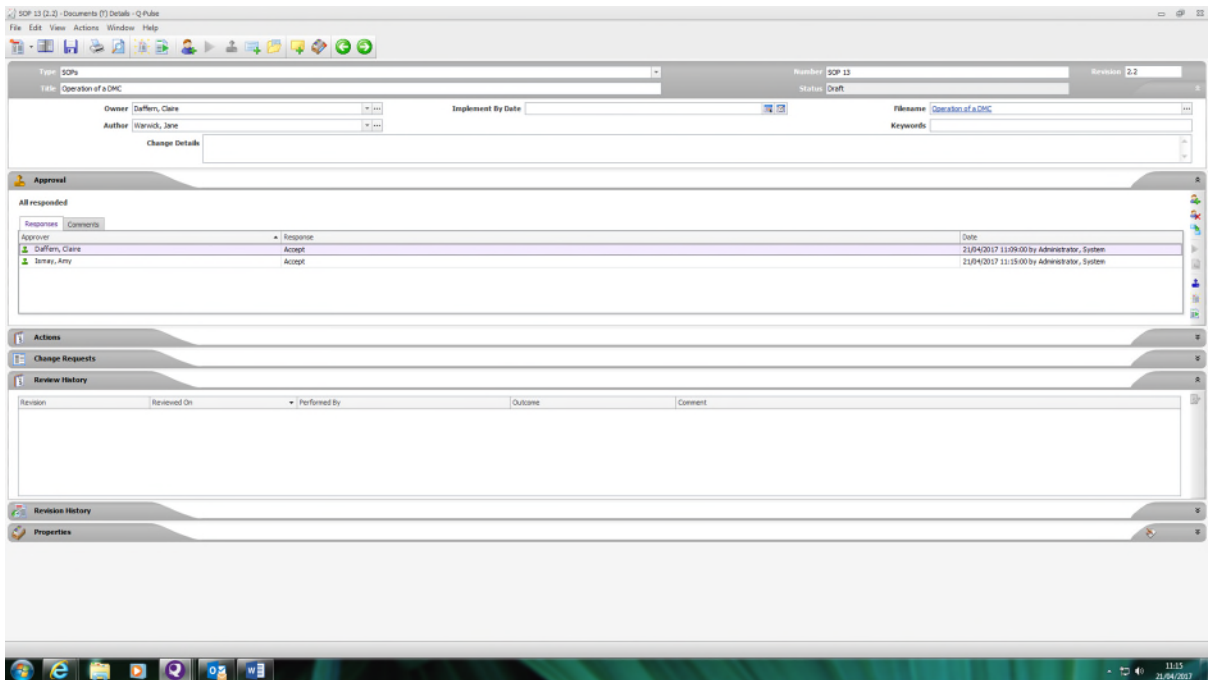 SOP 13 (2.2) - Documents (7) Details - Q-Pulse
File Edit View Actions Window Help
Type SOPs Number SOP 13 Revision 2.2
Title Operation of a DMC Status Draft
Owner Daffern, Claire Implement By Date Filename Operation of a DMC
Author Warwick, Jane Keywords
Change Details
Approval
All responded
Responses Comments
Approver Response Date
Daffern, Claire Accept 21/04/2017 11:09:00 by Administrator, System
Ismay, Amy Accept 21/04/2017 11:15:00 by Administrator, System
Actions
Change Requests
Review History
Revision Reviewed On Performed By Outcome Comment
Revision History
Properties
11:15
21/04/2017